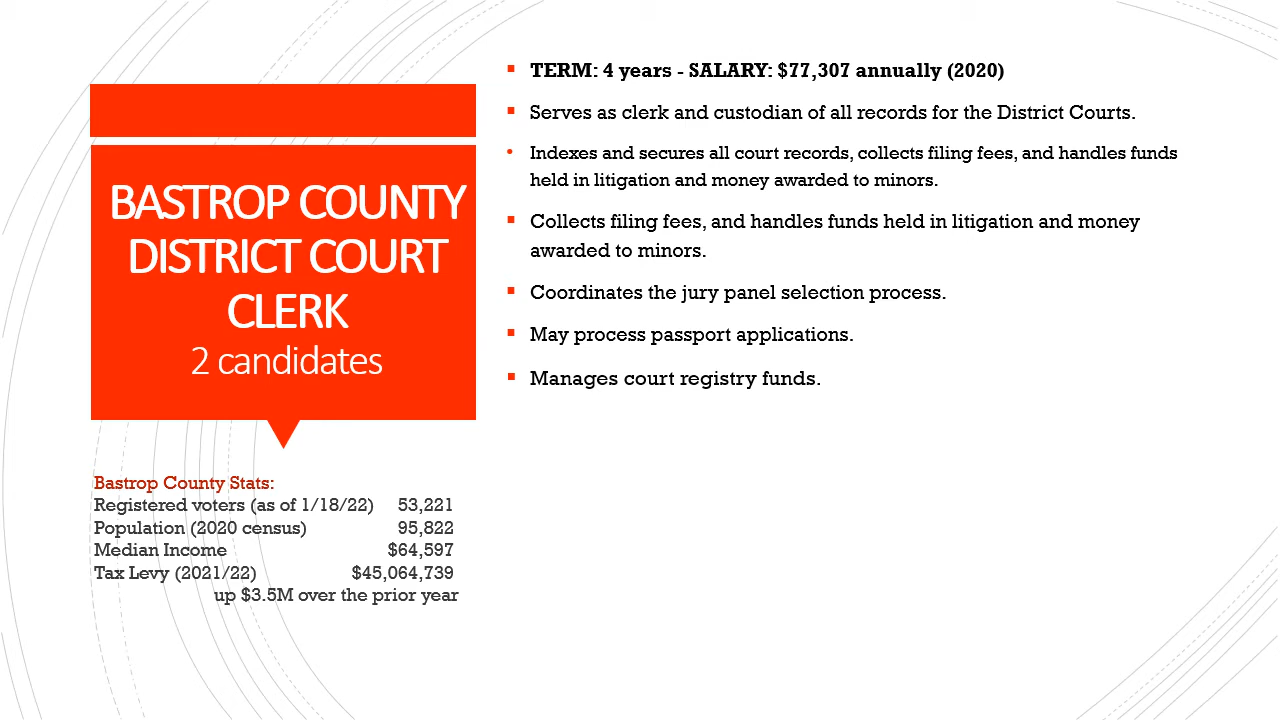 BASTROP COUNTY
DISTRICT COURT
CLERK
2 candidates
Bastrop County Stats:
Registered voters (as of 1/18/22) 53,221
Population (2020 census) 95,822
Median Income $64,597
Tax Levy (2021/22) $45,064,739
up $3.5M over the prior year
▪ TERM: 4 years - SALARY: $77,307 annually (2020)
▪ Serves as clerk and custodian of all records for the District Courts.
• Indexes and secures all court records, collects filing fees, and handles funds
held in litigation and money awarded to minors.
▪ Collects filing fees, and handles funds held in litigation and money
awarded to minors.
▪ Coordinates the jury panel selection process.
▪ May process passport applications.
▪ Manages court registry funds.